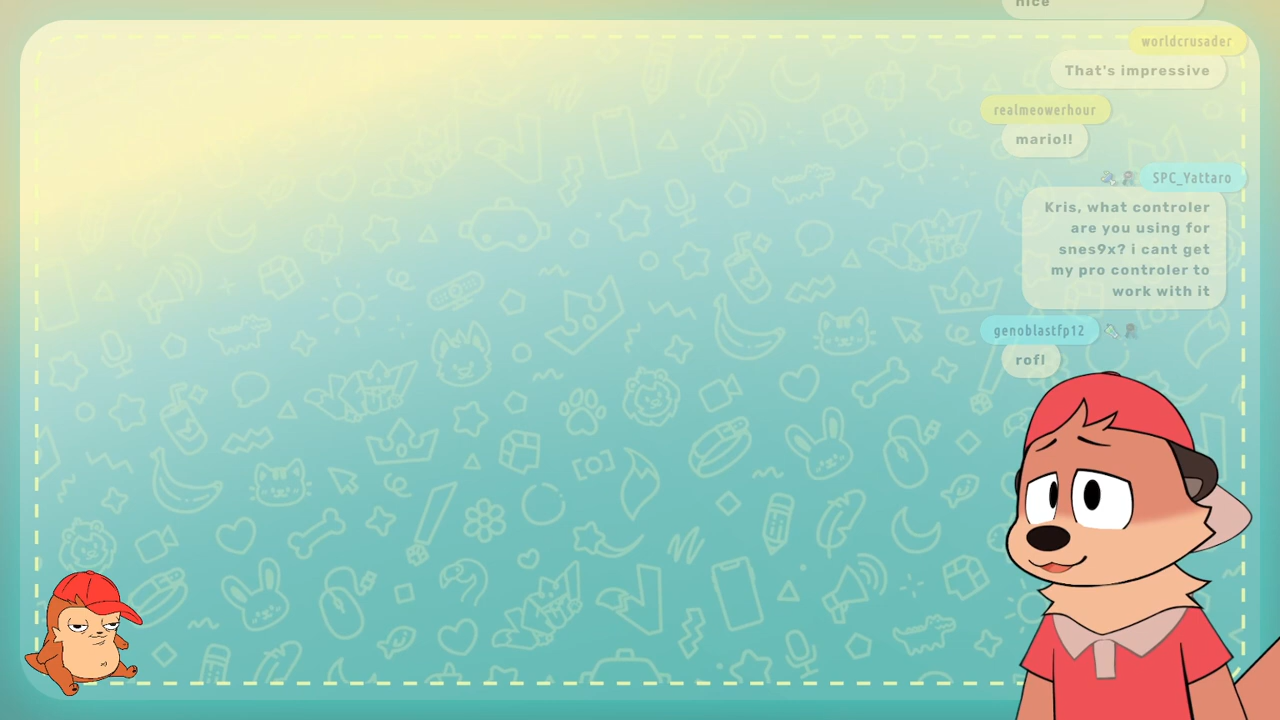 nice
worldcrusader
That's impressive
realmeowerhour
mario!!
SPC_Yattaro
Kris, what controler
are you using for
snes9x? i cant get
my pro controler to
work with it
genoblastfp12
rofl